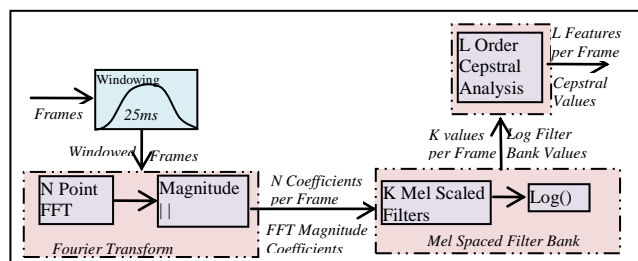 Windowing
25ms
Frames
Windowed Frames
N Point
FFT
Magnitude
| |
Fourier Transform
N Coefficients
per Frame
FFT Magnitude
Coefficients
K Mel Scaled
Filters
Log()
Mel Spaced Filter Bank
K values
per Frame
Log Filter
Bank Values
L Order
Cepstral
Analysis
L Features
per Frame
Cepstral
Values